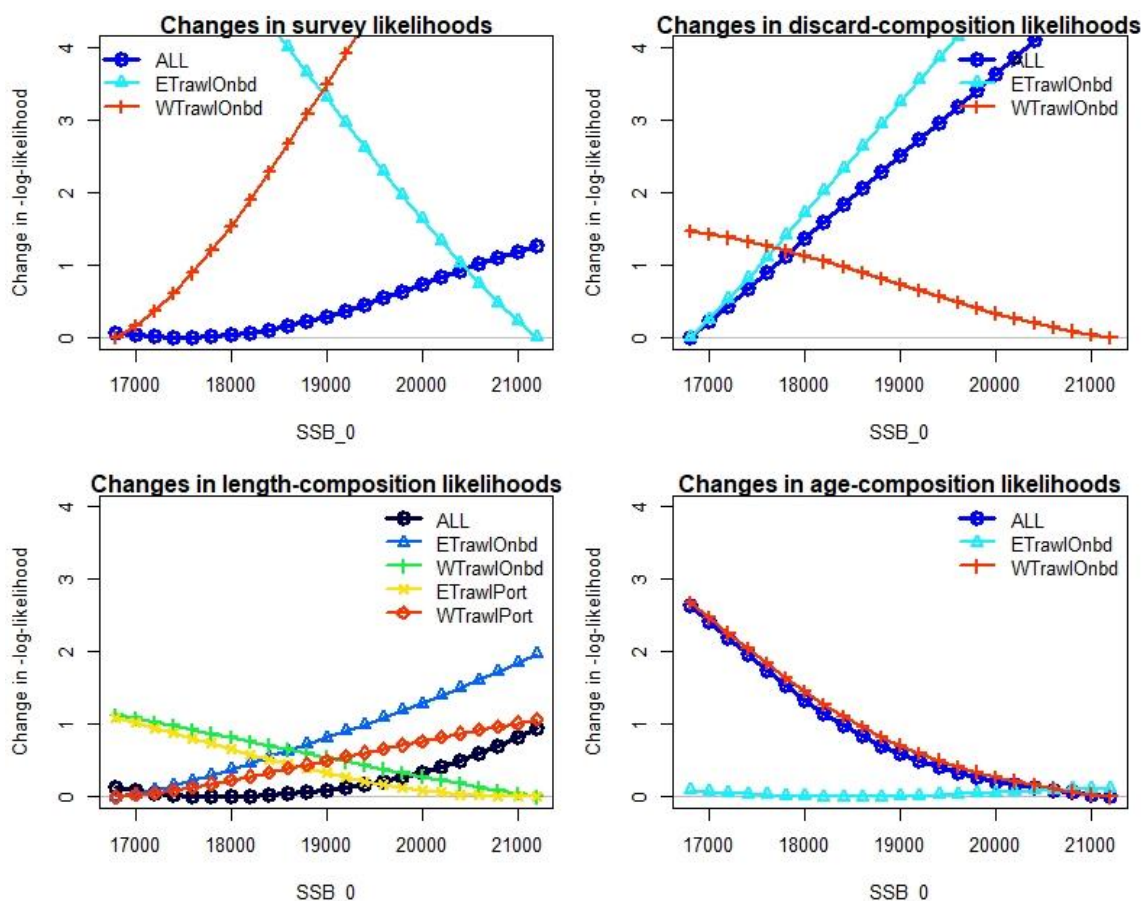 Changes in survey likelihoods
4
3
2
1
0
Change in -log-likelihood
ALL
ETrawlOnbd
WTrawlOnbd
17000 18000 19000 20000 21000
SSB_0
Changes in discard-composition likelihoods
4
3
2
1
0
Change in -log-likelihood
ALL
ETrawlOnbd
WTrawlOnbd
17000 18000 19000 20000 21000
SSB_0
Changes in length-composition likelihoods
4
3
2
1
0
Change in -log-likelihood
ALL
ETrawlOnbd
WTrawlOnbd
ETrawlPort
WTrawlPort
17000 18000 19000 20000 21000
SSB_0
Changes in age-composition likelihoods
4
3
2
1
0
Change in -log-likelihood
ALL
ETrawlOnbd
WTrawlOnbd
17000 18000 19000 20000 21000
SSB_0